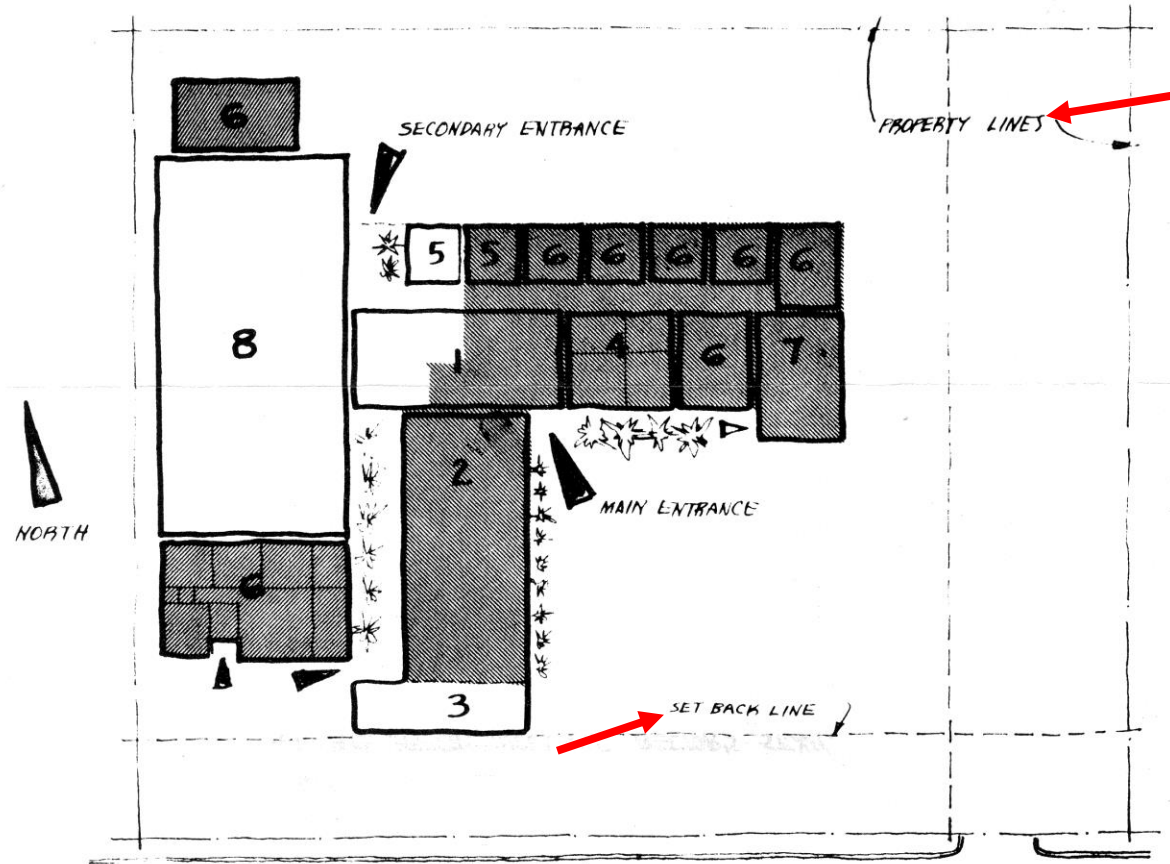 6
SECONDARY ENTRANCE
PROPERTY LINES
5 5 6 6 6 6 6
8
1 4 6 7
2
MAIN ENTRANCE
NORTH
6
SET BACK LINE
3